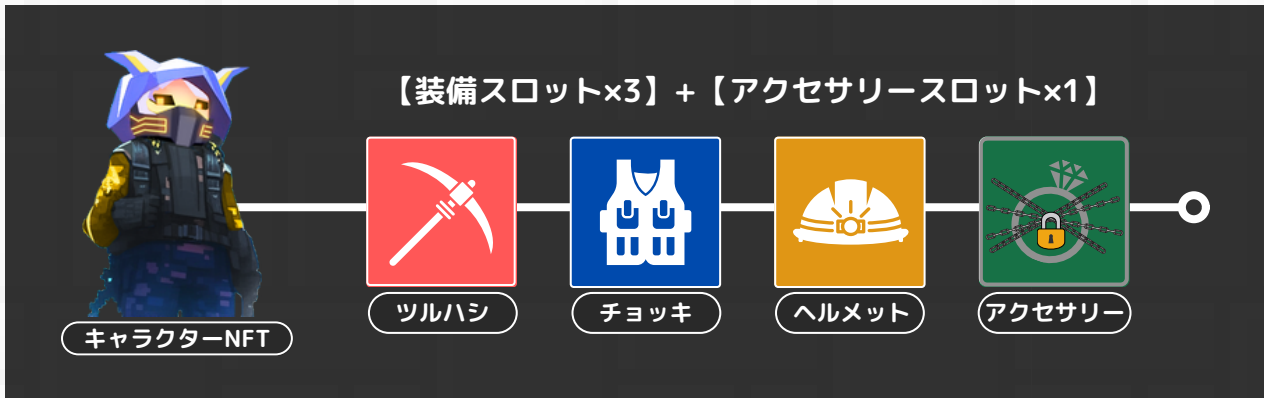 【装備スロット×3】+【アクセサリースロット×1】
ツルハシ
チョッキ
ヘルメット
アクセサリー
キャラクターNFT